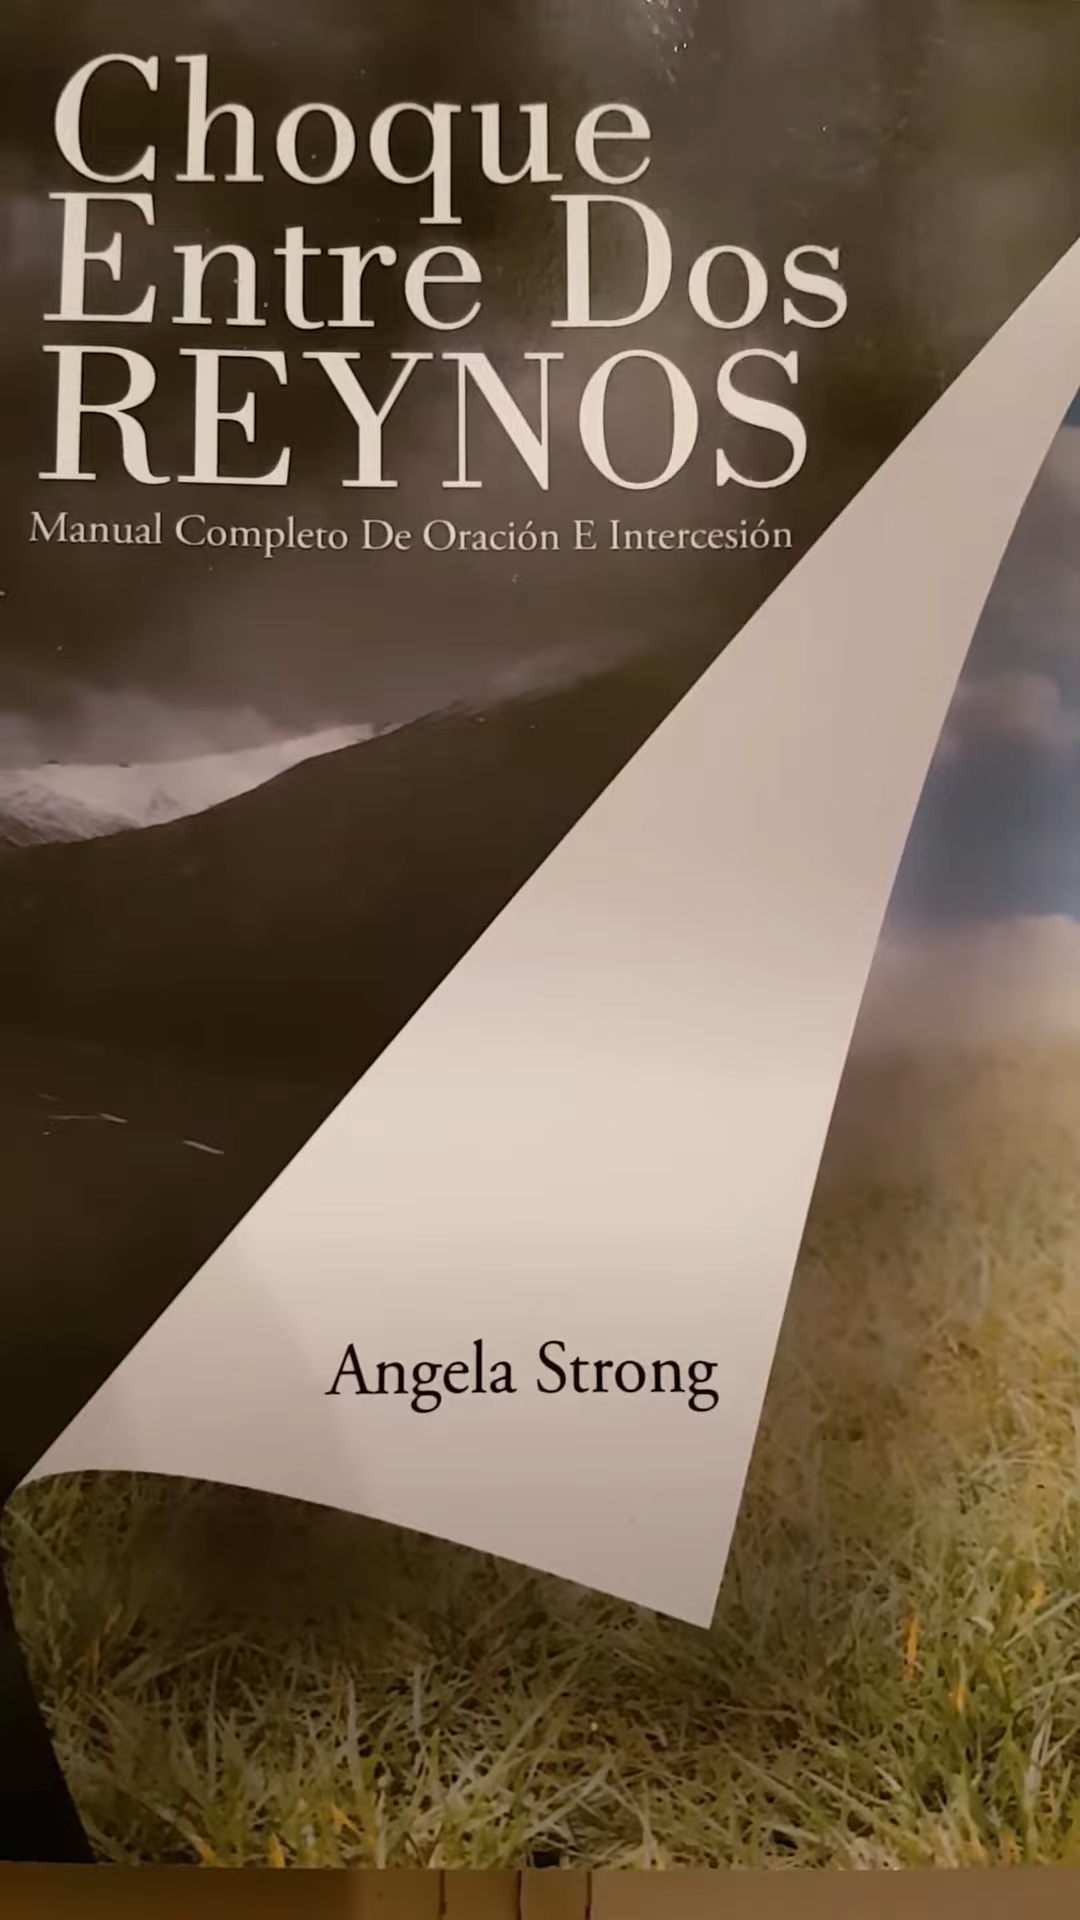 Choque
Entre Dos
REYNOS
Manual Completo De Oración E Intercesión
Angela Strong